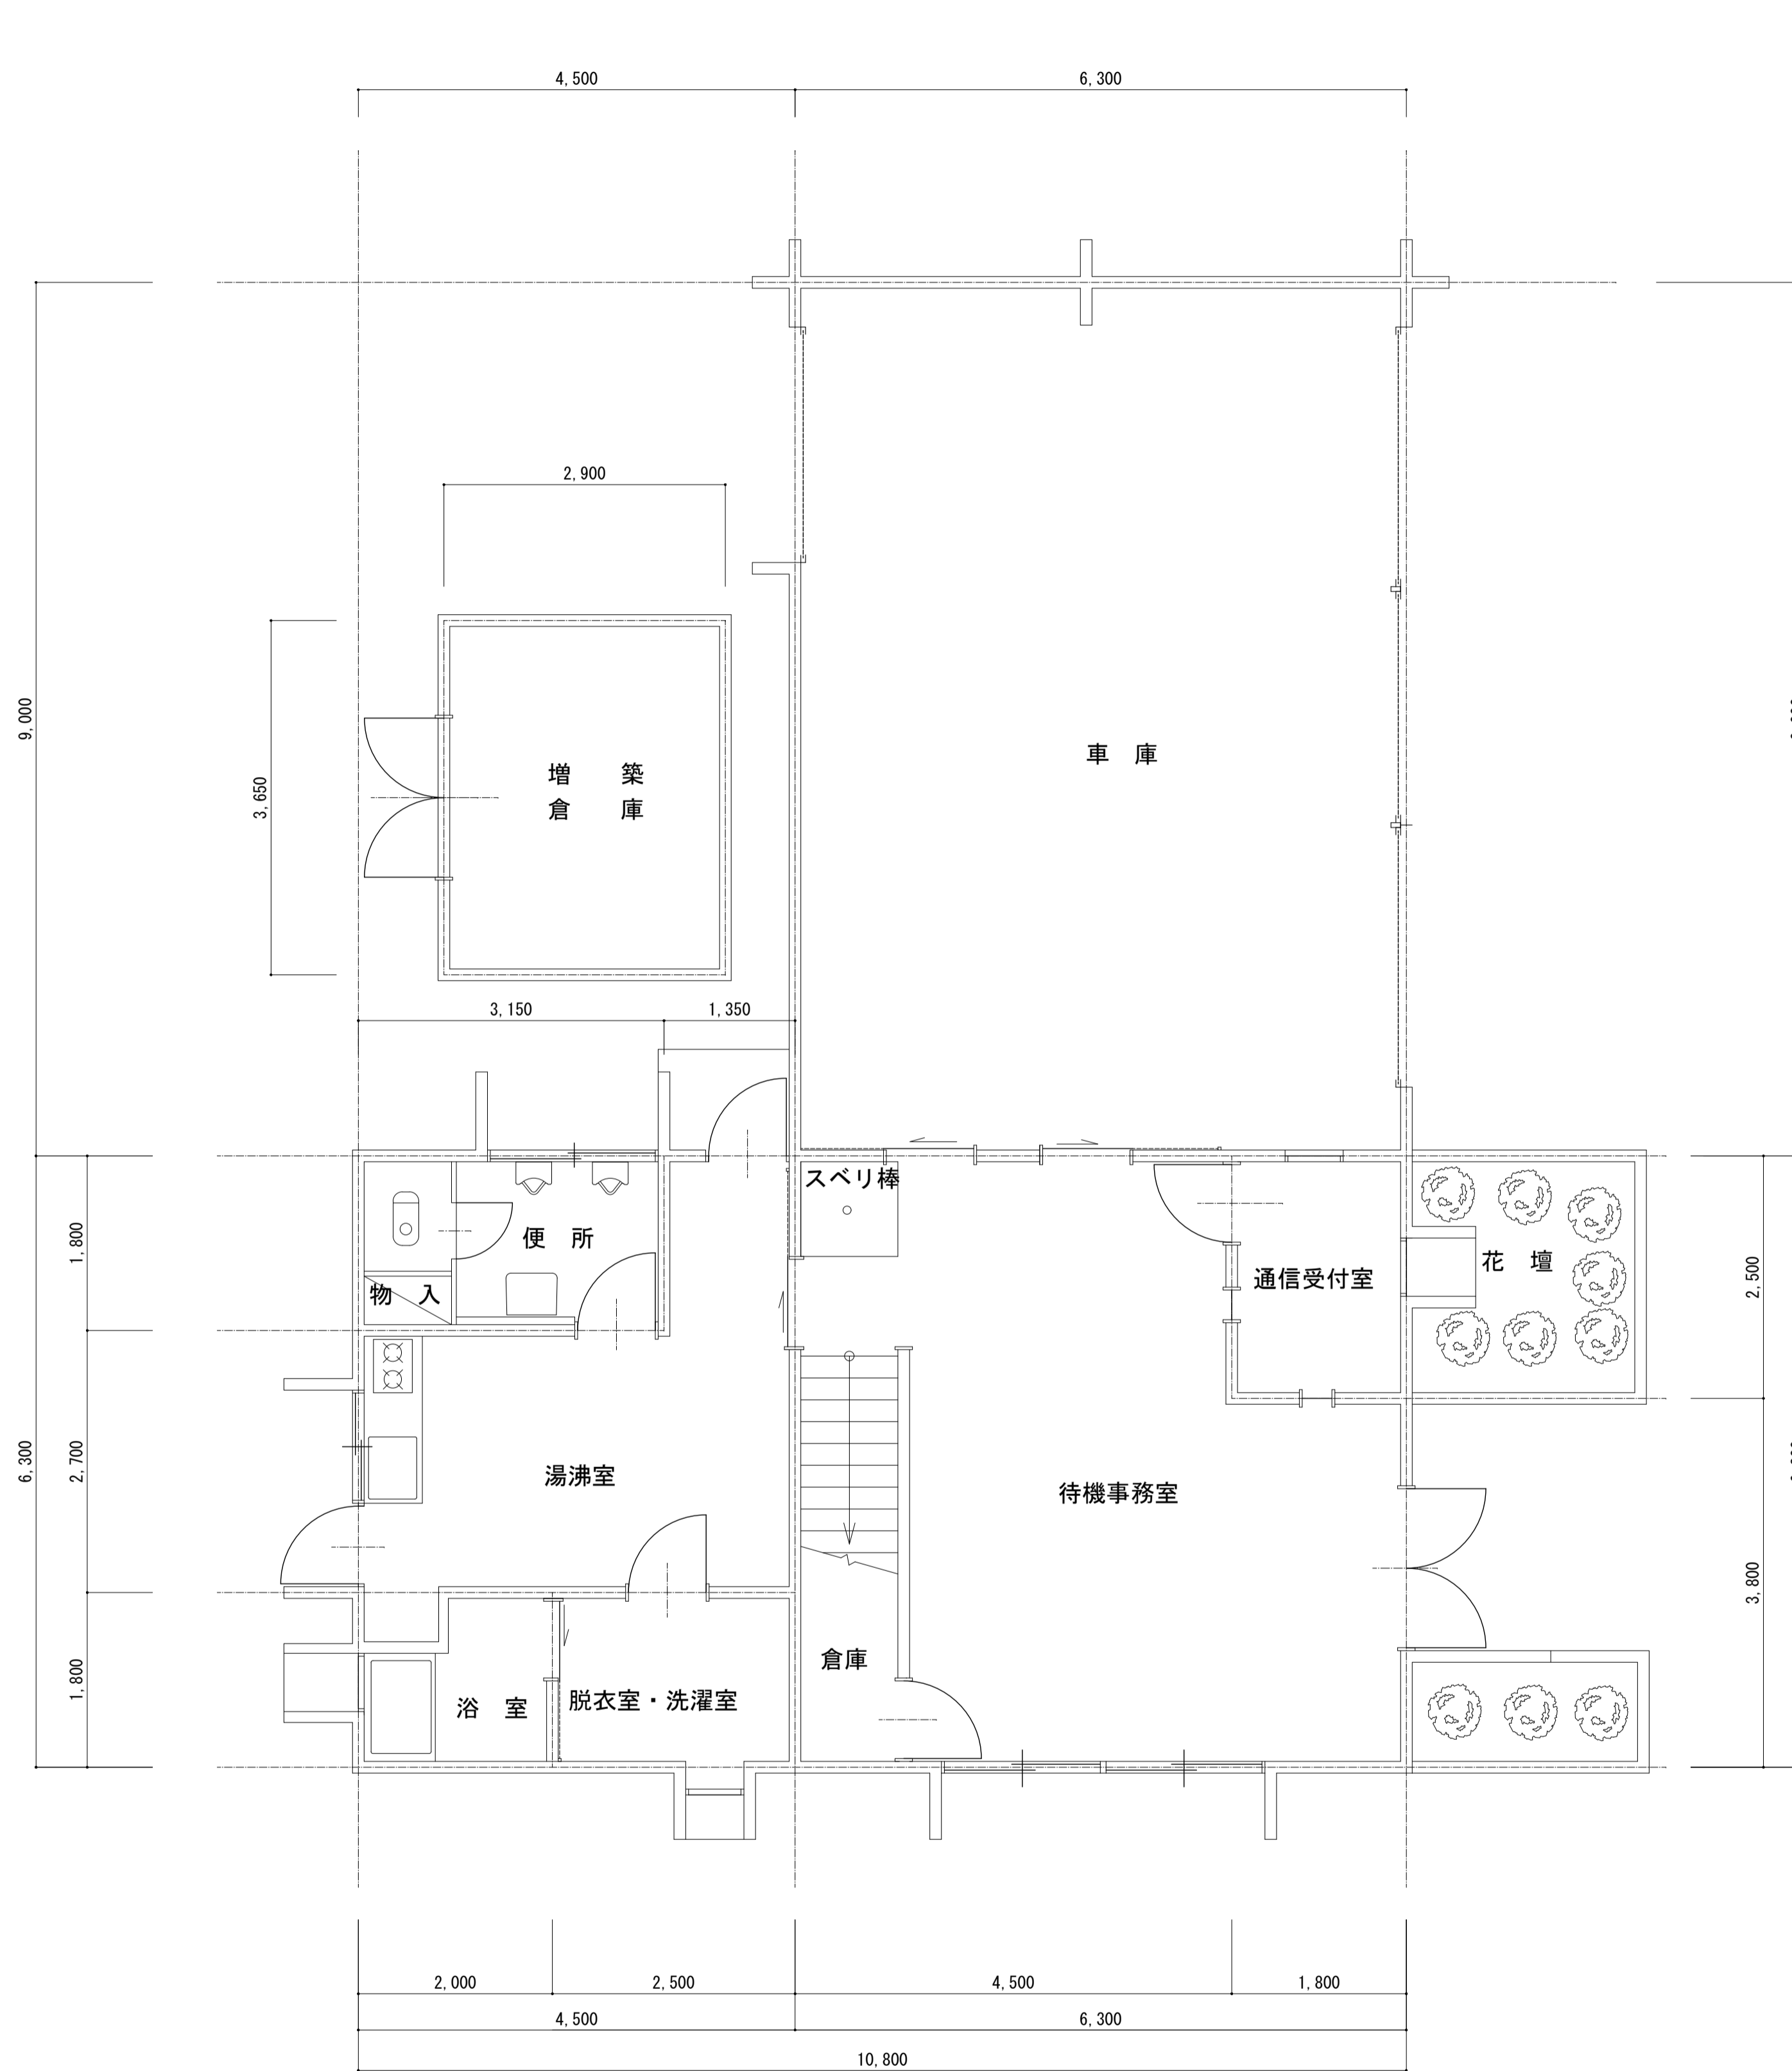 4,500
6,300
2,900
9,000
3,650
増 築
倉 庫
車 庫
3,150
1,350
スベリ棒
便 所
物 入
通信受付室
花 壇
1,800
2,500
6,300
2,700
湯沸室
待機事務室
3,800
1,800
倉庫
浴 室
脱衣室・洗濯室
2,000
2,500
4,500
1,800
4,500
6,300
10,800